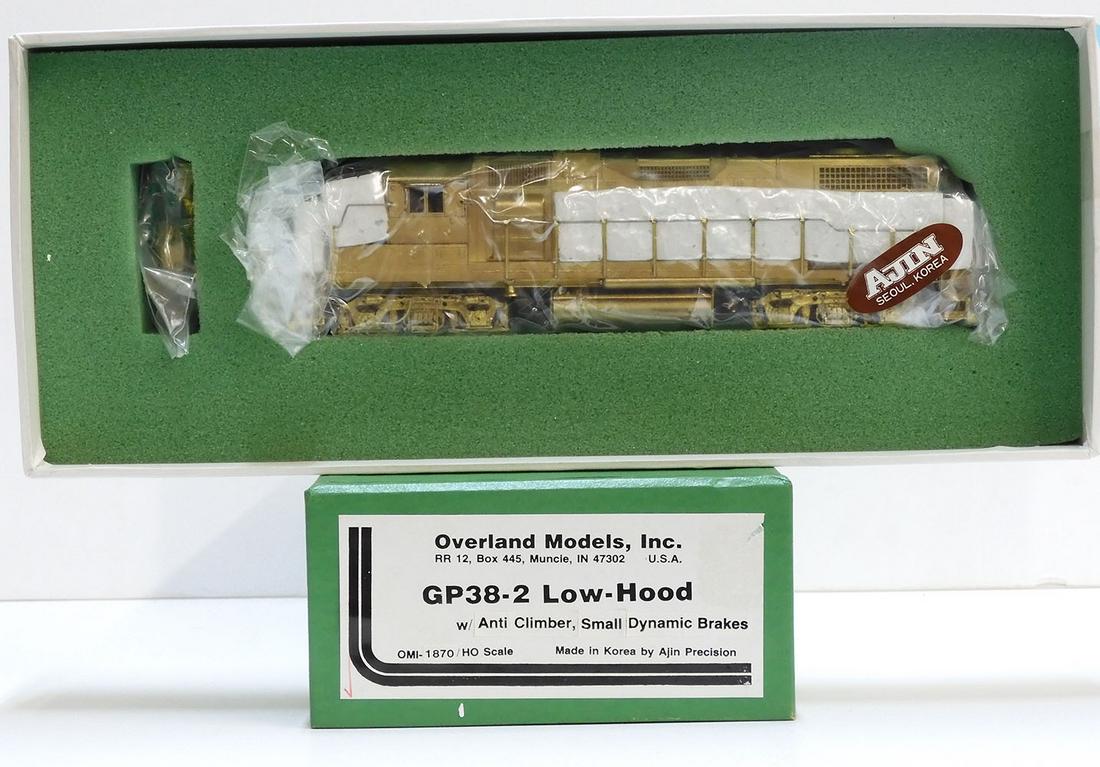 AJIN
SEOUL, KOREA
Overland Models, Inc.
RR 12, Box 445, Muncie, IN 47302 U.S.A.
GP38-2 Low-Hood
w/ Anti Climber, Small Dynamic Brakes
OMI-1870/HO Scale Made in Korea by Ajin Precision